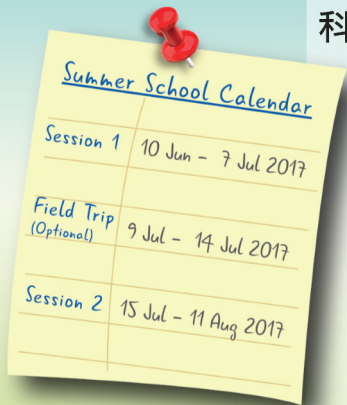 科
Summer School Calendar
Session 1 10 Jun - 7 Jul 2017
Field Trip
(Optional) 9 Jul - 14 Jul 2017
Session 2 15 Jul - 11 Aug 2017